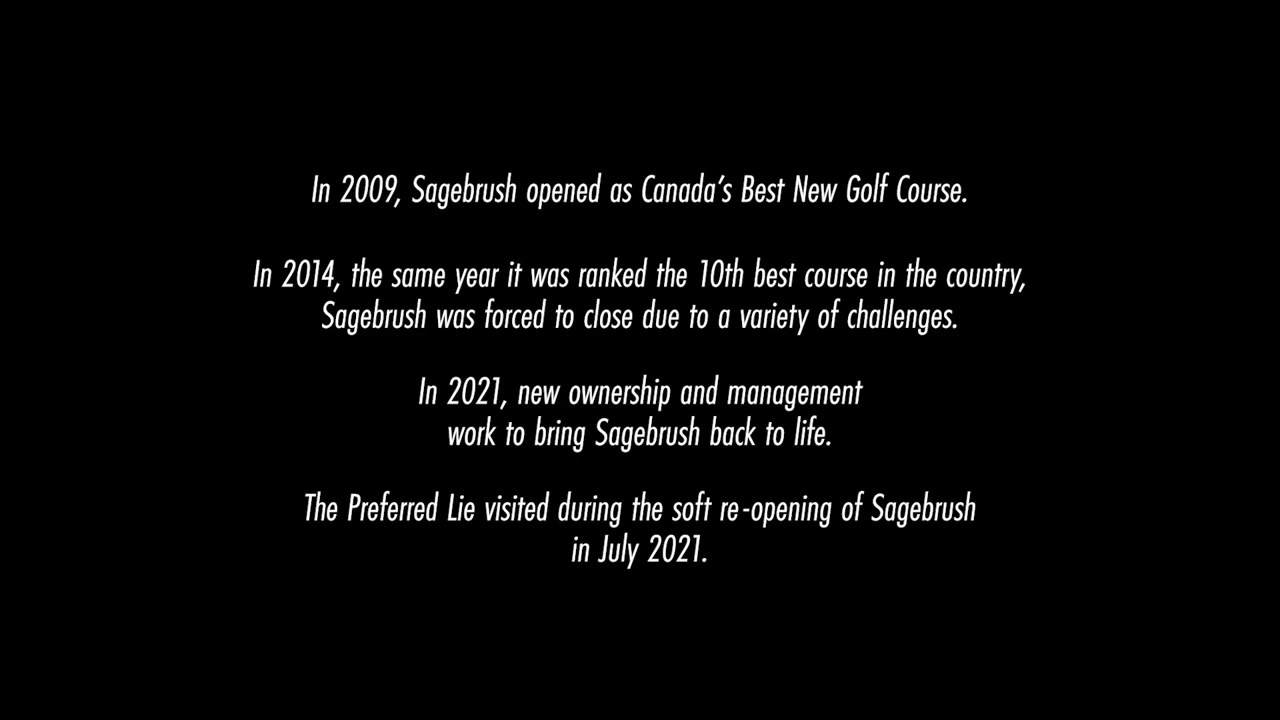 In 2009, Sagebrush opened as Canada's Best New Golf Course.
In 2014, the same year it was ranked the 10th best course in the country,
Sagebrush was forced to close due to a variety of challenges.
In 2021, new ownership and management
work to bring Sagebrush back to life.
The Preferred Lie visited during the soft re-opening of Sagebrush
in July 2021.